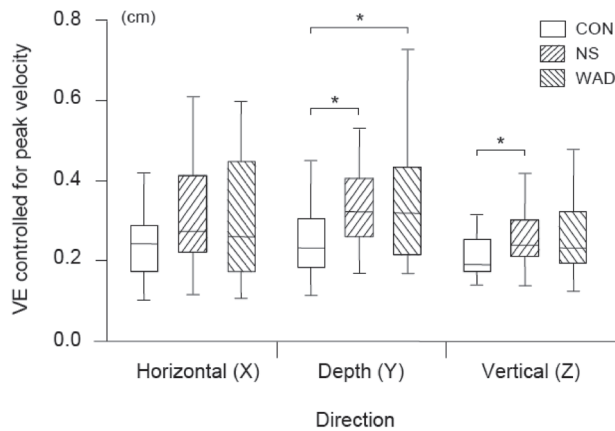 0.8
(cm)
0.6
0.4
0.2
0.0
VE controlled for peak velocity
CON
NS
WAD
*
*
*
Horizontal (X)
Depth (Y)
Vertical (Z)
Direction